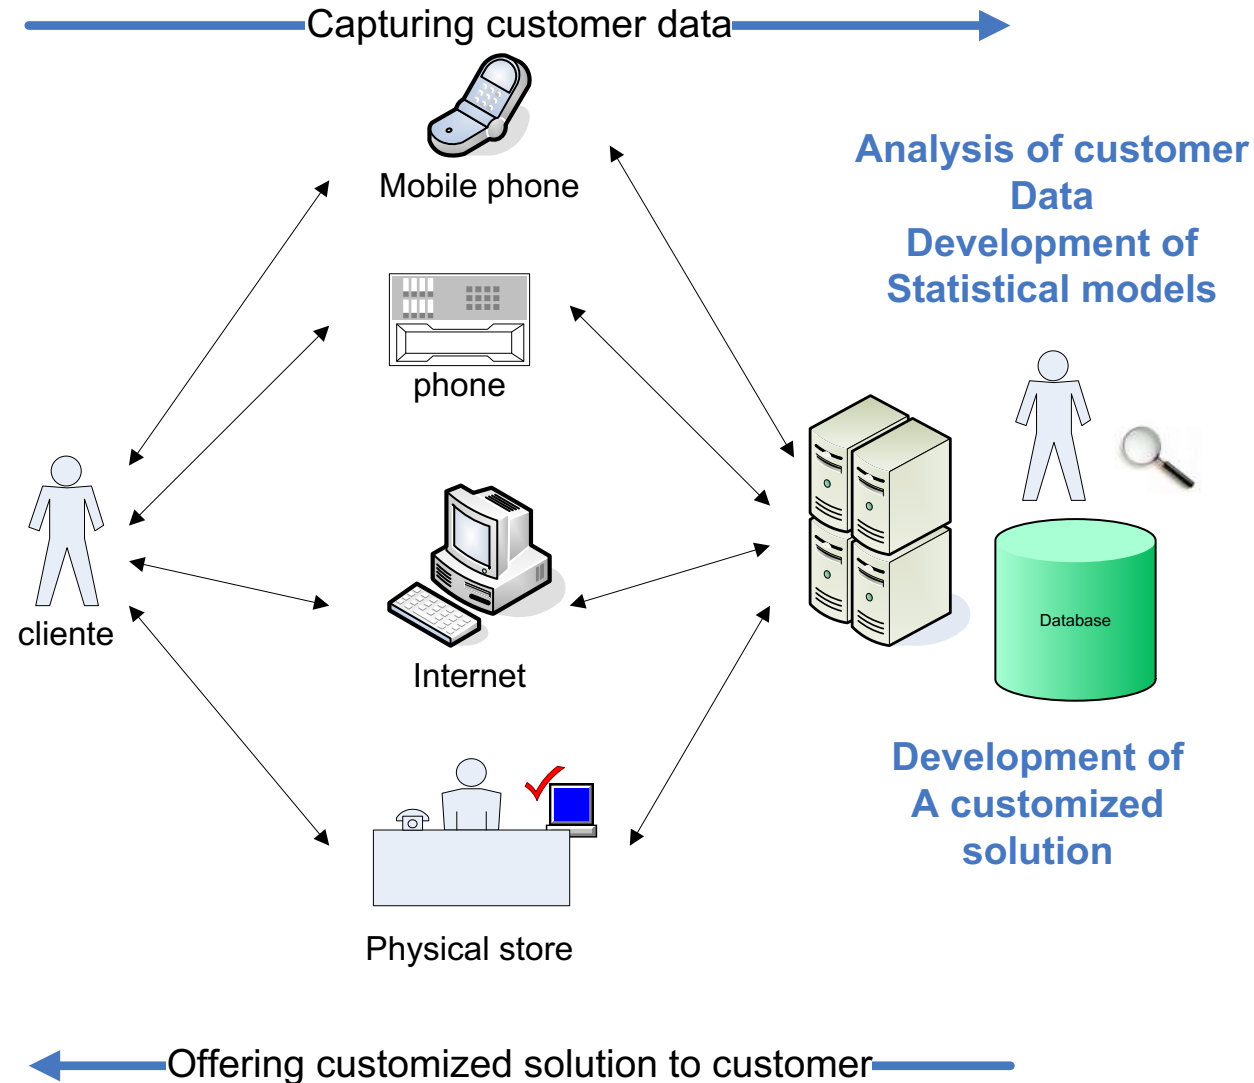 Capturing customer data
Mobile phone
Analysis of customer
Data
Development of
Statistical models
phone
cliente
Internet
Database
Development of
A customized
solution
Physical store
Offering customized solution to customer